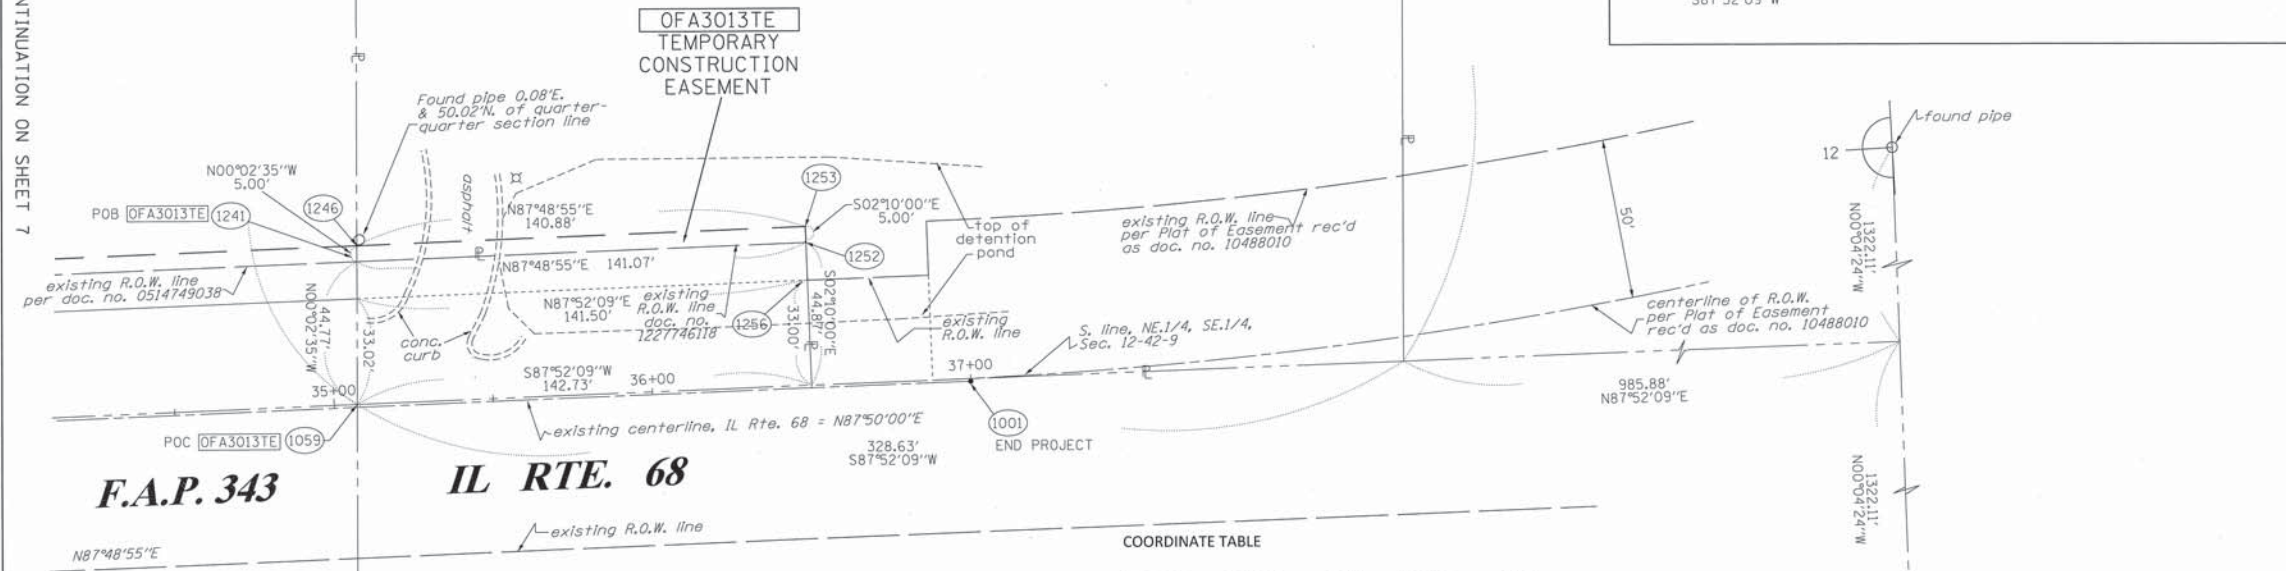 CONTINUATION ON SHEET 7
OFA3013TE
TEMPORARY
CONSTRUCTION
EASEMENT
Found pipe 0.08'E.
& 50.02'N. of quarter-
quarter section line
N00°02'35"W
5.00'
POB OFA3013TE 1241
1246
asphalt
N87°48'55"E
140.88'
1253
S02°10'00"E
5.00'
1252
top of
detention
pond
existing R.O.W. line
per Plat of Easement rec'd
as doc. no. 10488010
50'
12
found pipe
1322.11'
N00°04'24"W
existing R.O.W. line
per doc. no. 0514749038
N87°48'55"E 141.07'
N87°52'09"E
141.50'
existing
R.O.W. line
doc. no.
1227746118
1256
S02°10'00"E
44.87'
33.00'
existing
R.O.W. line
S. line, NE.1/4, SE.1/4,
Sec. 12-42-9
centerline of R.O.W.
per Plat of Easement
rec'd as doc. no. 10488010
44.77'
N00°02'35"W
33.02'
conc.
curb
S87°52'09"W
142.73'
35+00
36+00
37+00
985.88'
N87°52'09"E
POC OFA3013TE 1059
existing centerline, IL Rte. 68 = N87°50'00"E
1001
END PROJECT
328.63'
S87°52'09"W
F.A.P. 343
IL RTE. 68
1322.11'
N00°04'24"W
existing R.O.W. line
N87°48'55"E
COORDINATE TABLE